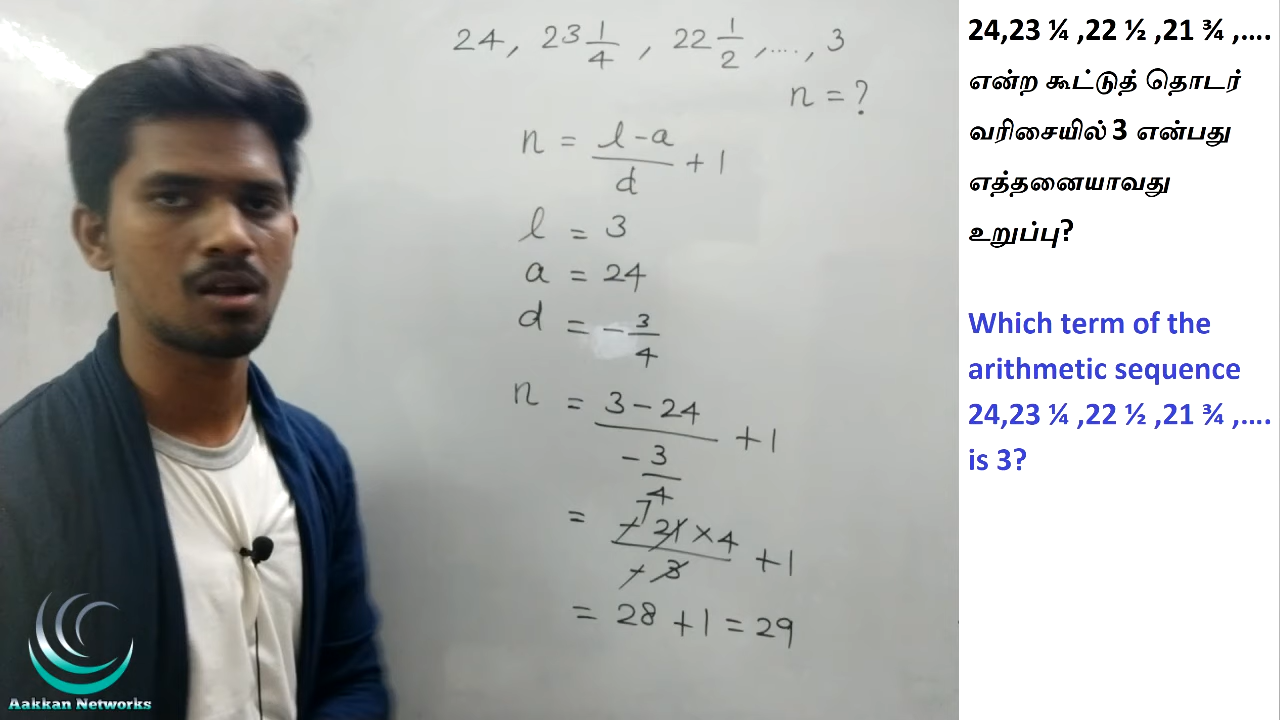 24, 23 1/4, 22 1/2, ...., 3
n = ?
n = l-a/d + 1
l = 3
a = 24
d = -3/4
n = 3-24/-3/4 + 1
= -21 7 × 4/-3 + 1
= 28 + 1 = 29
24,23 ¼ ,22 ½ ,21 ¾ ,....
என்ற கூட்டுத் தொடர்
வரிசையில் 3 என்பது
எத்தனையாவது
உறுப்பு?
Which term of the
arithmetic sequence
24,23 ¼ ,22 ½ ,21 ¾ ,....
is 3?
Aakkan Networks